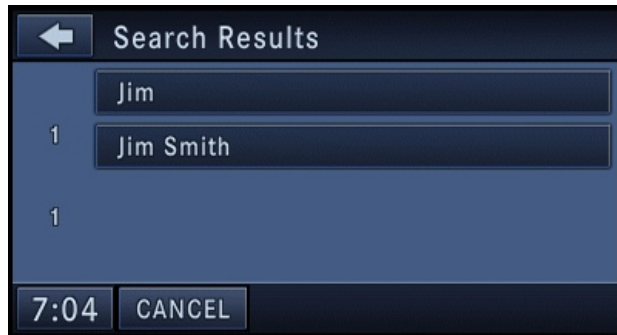 Search Results
Jim
1
Jim Smith
1
7:04 CANCEL